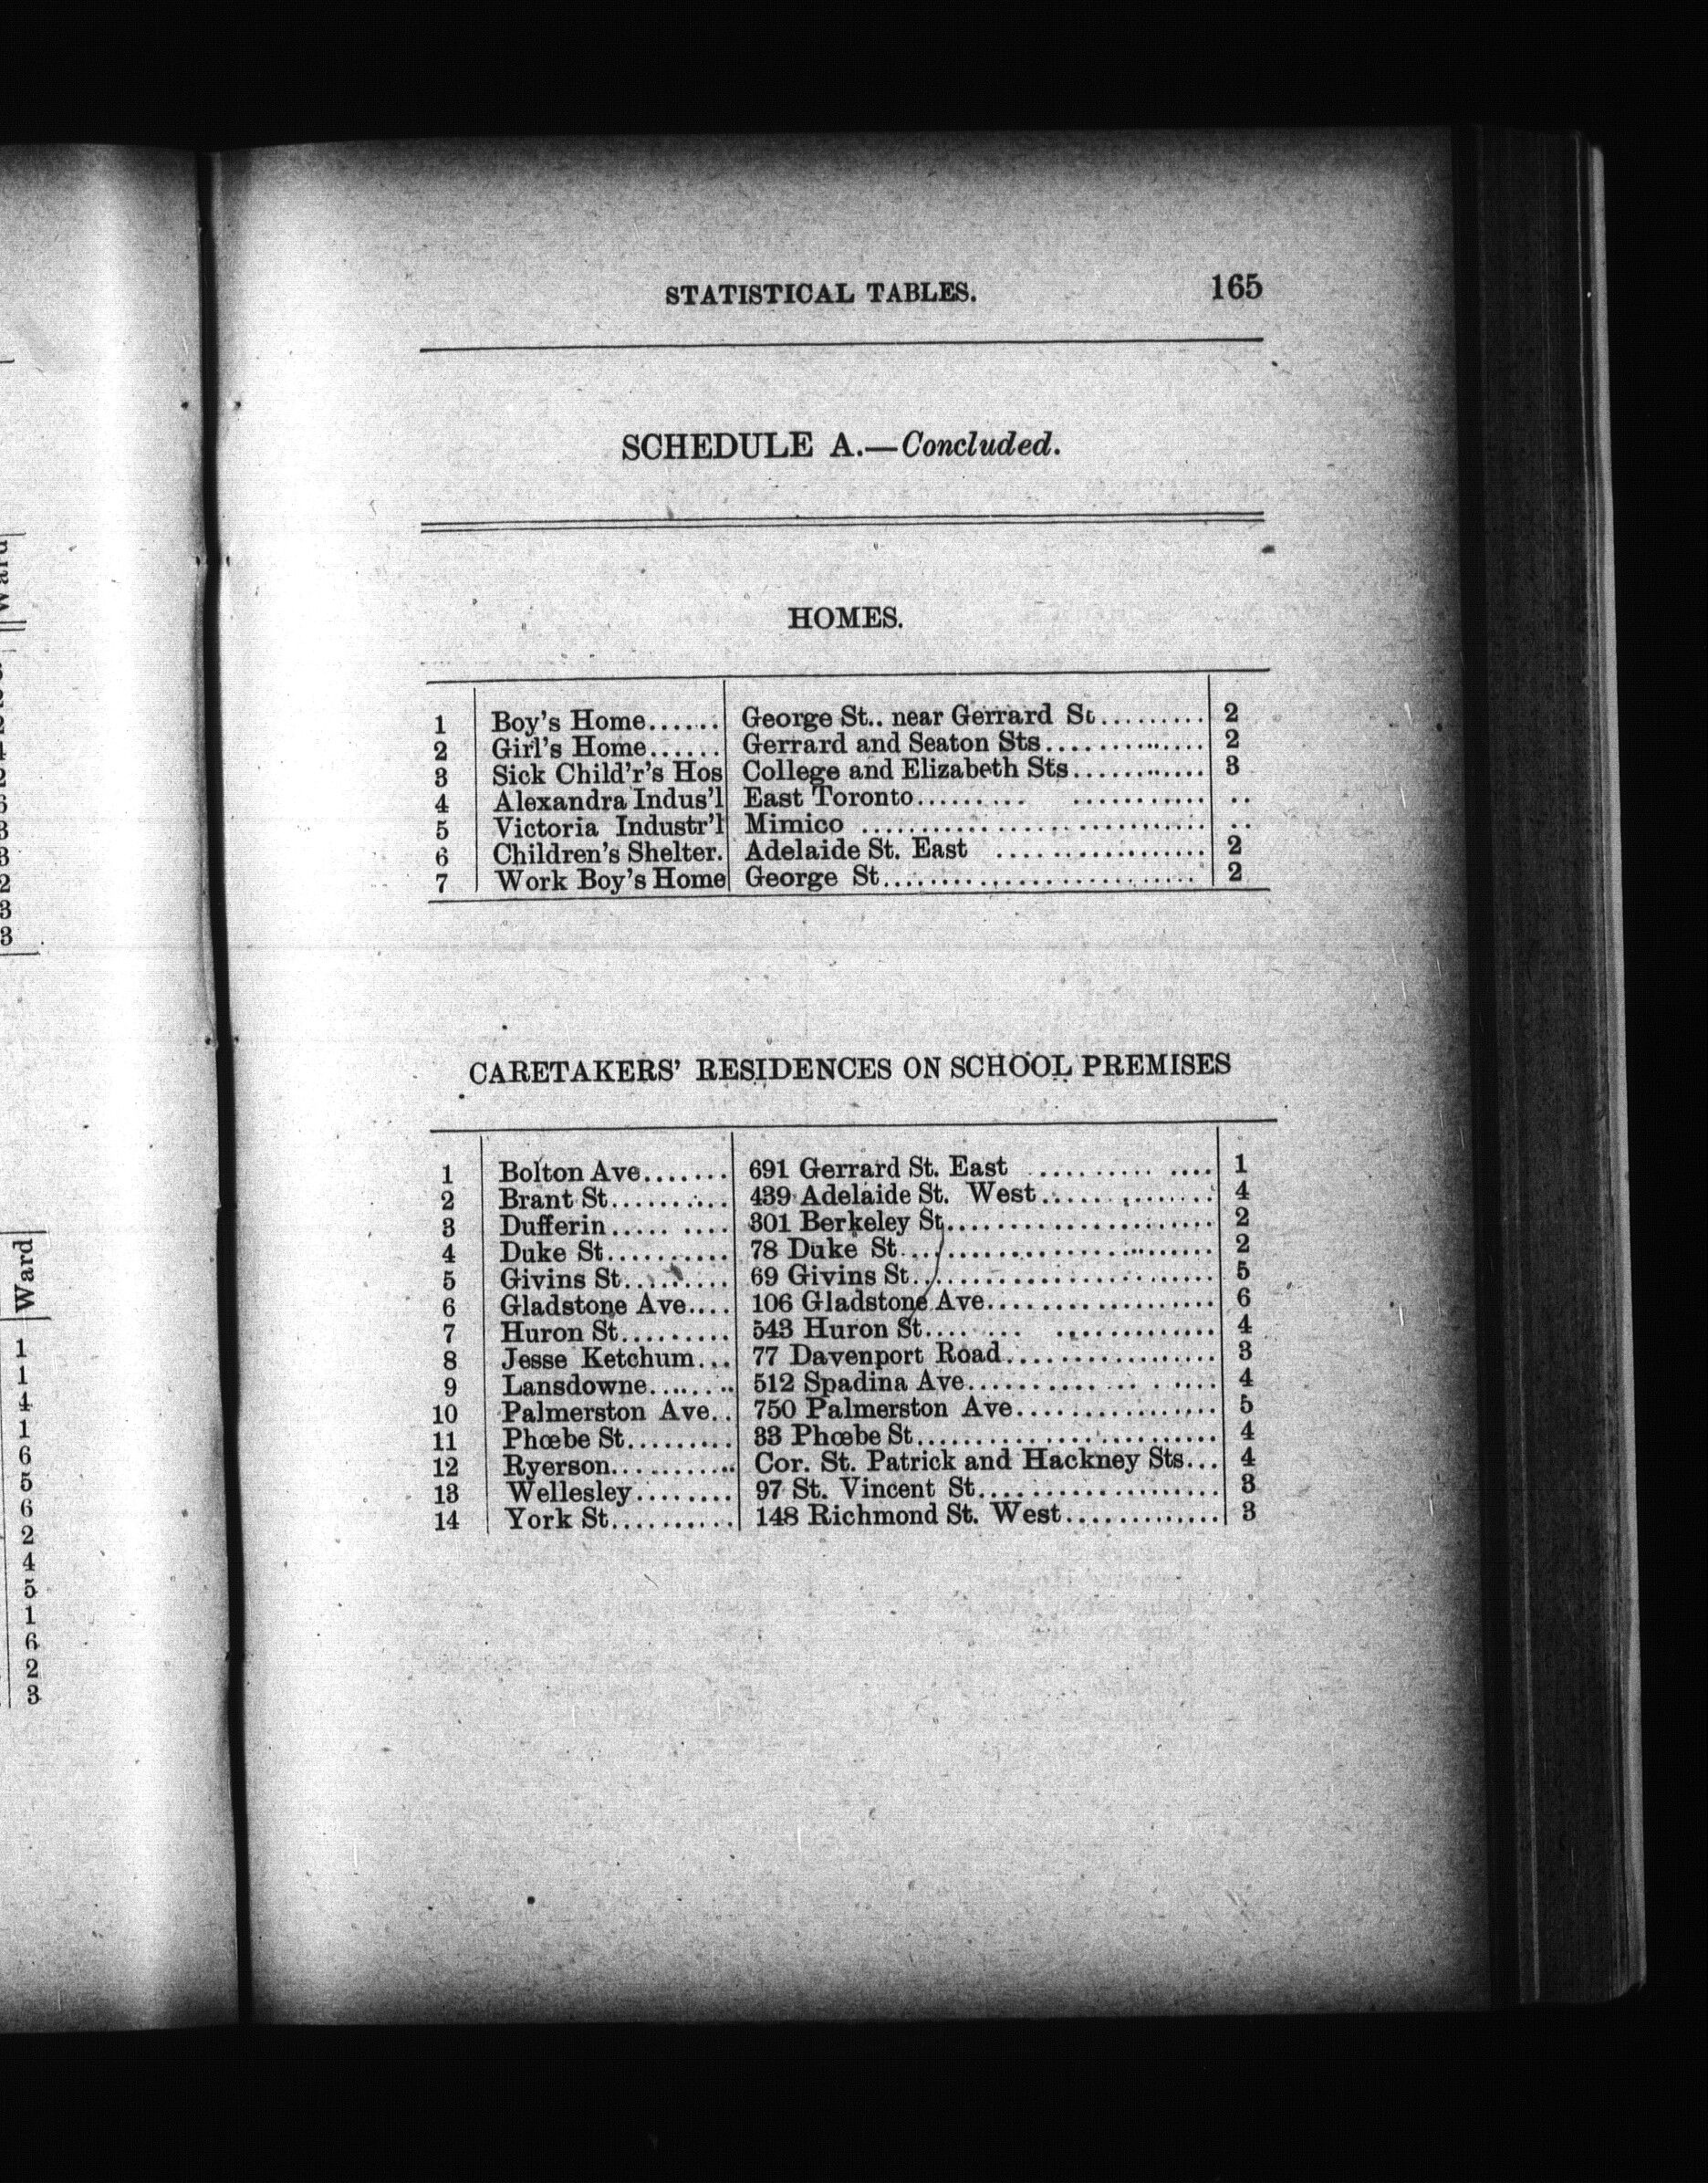 STATISTICAL TABLES. 165
SCHEDULE A.—Concluded.
HOMES.
1 Boy's Home...... George St.. near Gerrard St......... 2
2 Girl's Home...... Gerrard and Seaton Sts............ 2
3 Sick Child'r's Hos College and Elizabeth Sts.......... 3
4 Alexandra Indus'l East Toronto.......... ........... ..
5 Victoria Industr'l Mimico ............................ ..
6 Children's Shelter. Adelaide St. East .................. 2
7 Work Boy's Home George St.......................... 2
CARETAKERS' RESIDENCES ON SCHOOL PREMISES
1 Bolton Ave....... 691 Gerrard St. East .......... .... 1
2 Brant St.......... 439 Adelaide St. West............. 4
3 Dufferin..... .... 301 Berkeley St...................... 2
4 Duke St.......... 78 Duke St.......................... 2
5 Givins St......... 69 Givins St......................... 5
6 Gladstone Ave.... 106 Gladstone Ave................... 6
7 Huron St......... 543 Huron St........ ............. 4
8 Jesse Ketchum... 77 Davenport Road................. 3
9 Lansdowne........ 512 Spadina Ave........... ... ..... 4
10 Palmerston Ave.. 750 Palmerston Ave................ 5
11 Phœbe St......... 33 Phœbe St......................... 4
12 Ryerson........... Cor. St. Patrick and Hackney Sts... 4
13 Wellesley........ 97 St. Vincent St.................... 3
14 York St.......... 148 Richmond St. West............. 3
Ward
2
3
3
2
3
3
Ward
1
1
4
1
6
5
6
2
4
5
1
6
2
3